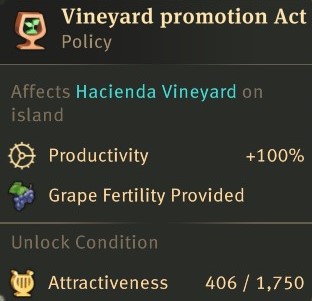 Vineyard promotion Act
Policy
Affects Hacienda Vineyard on
island
Productivity +100%
Grape Fertility Provided
Unlock Condition
Attractiveness 406 / 1,750